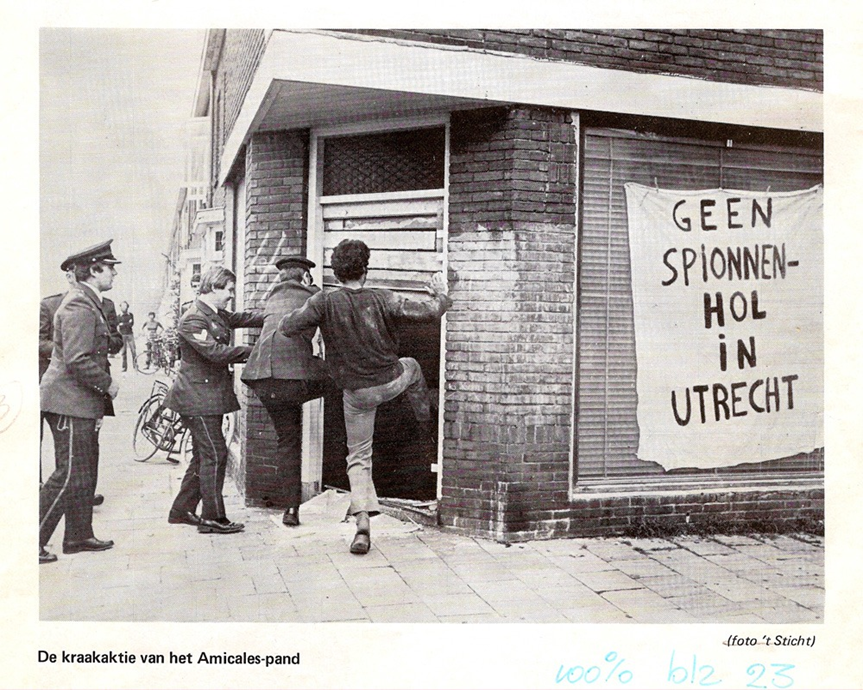 GEEN
SPIONNEN-
HOL
iN
UTRECHT
(foto 't Sticht)
De kraakaktie van het Amicales-pand
100% blz 23